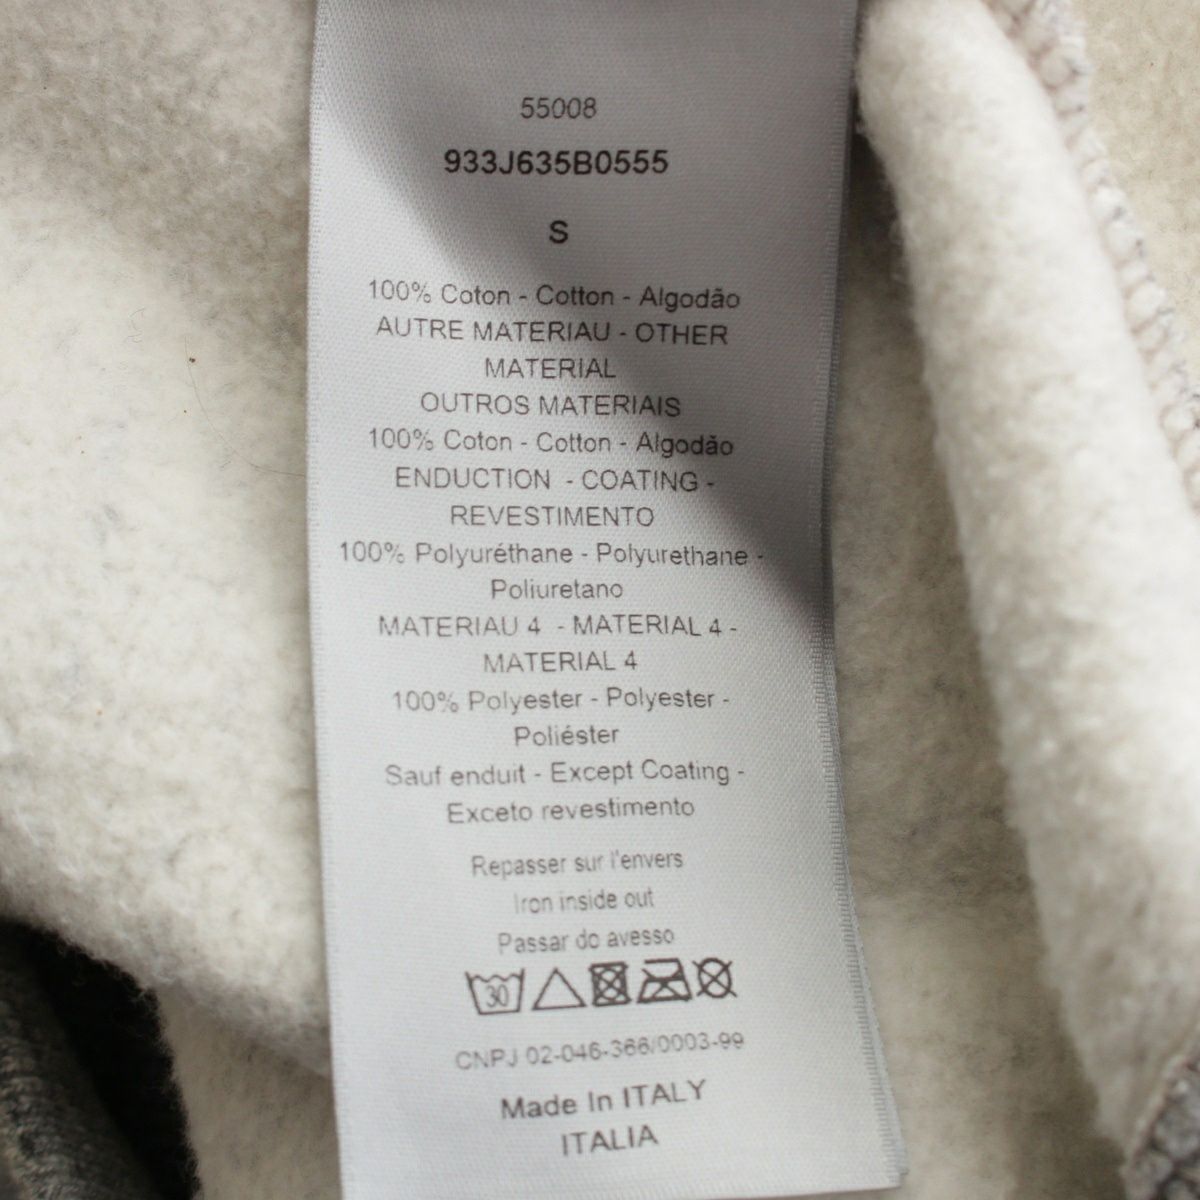 55008
933J635B0555
S
100% Coton - Cotton - Algodão
AUTRE MATERIAU - OTHER
MATERIAL
OUTROS MATERIAIS
100% Coton - Cotton - Algodão
ENDUCTION - COATING -
REVESTIMENTO
100% Polyuréthane - Polyurethane -
Poliuretano
MATERIAU 4 - MATERIAL 4 -
MATERIAL 4
100% Polyester - Polyester -
Poliéster
Sauf enduit - Except Coating -
Exceto revestimento
Repasser sur l'envers
Iron inside out
Passar do avesso
30
CNPJ 02-046-366/0003-99
Made In ITALY
ITALIA